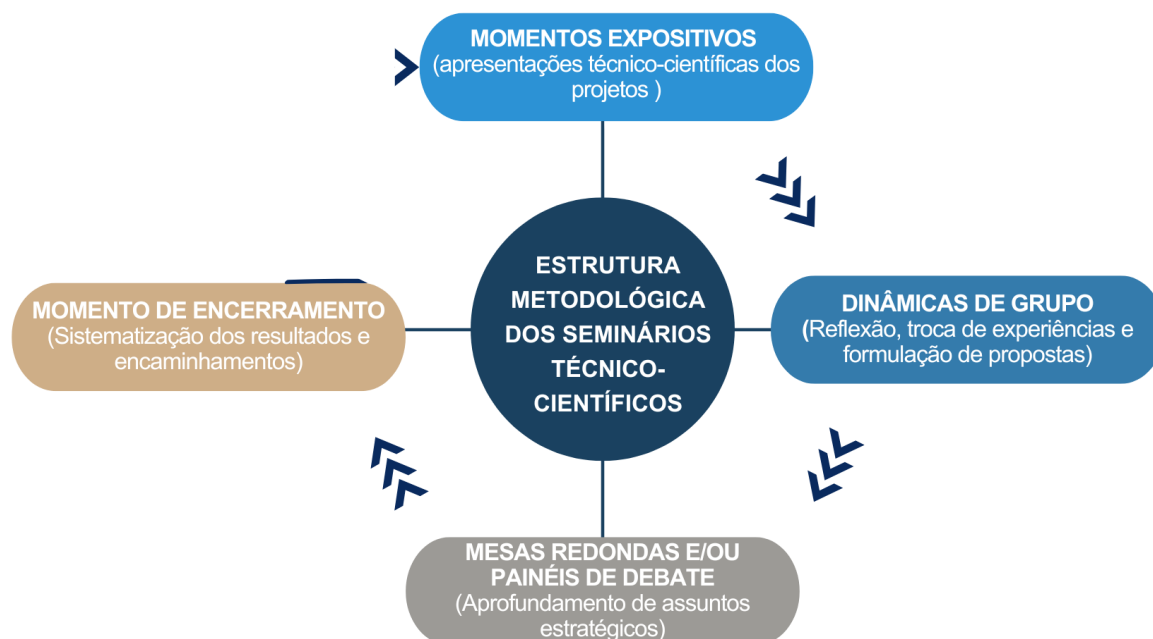 MOMENTOS EXPOSITIVOS
(apresentações técnico-científicas dos
projetos )
ESTRUTURA
METODOLÓGICA
DOS SEMINÁRIOS
TÉCNICO-
CIENTÍFICOS
DINÂMICAS DE GRUPO
(Reflexão, troca de experiências e
formulação de propostas)
MESAS REDONDAS E/OU
PAINÉIS DE DEBATE
(Aprofundamento de assuntos
estratégicos)
MOMENTO DE ENCERRAMENTO
(Sistematização dos resultados e
encaminhamentos)